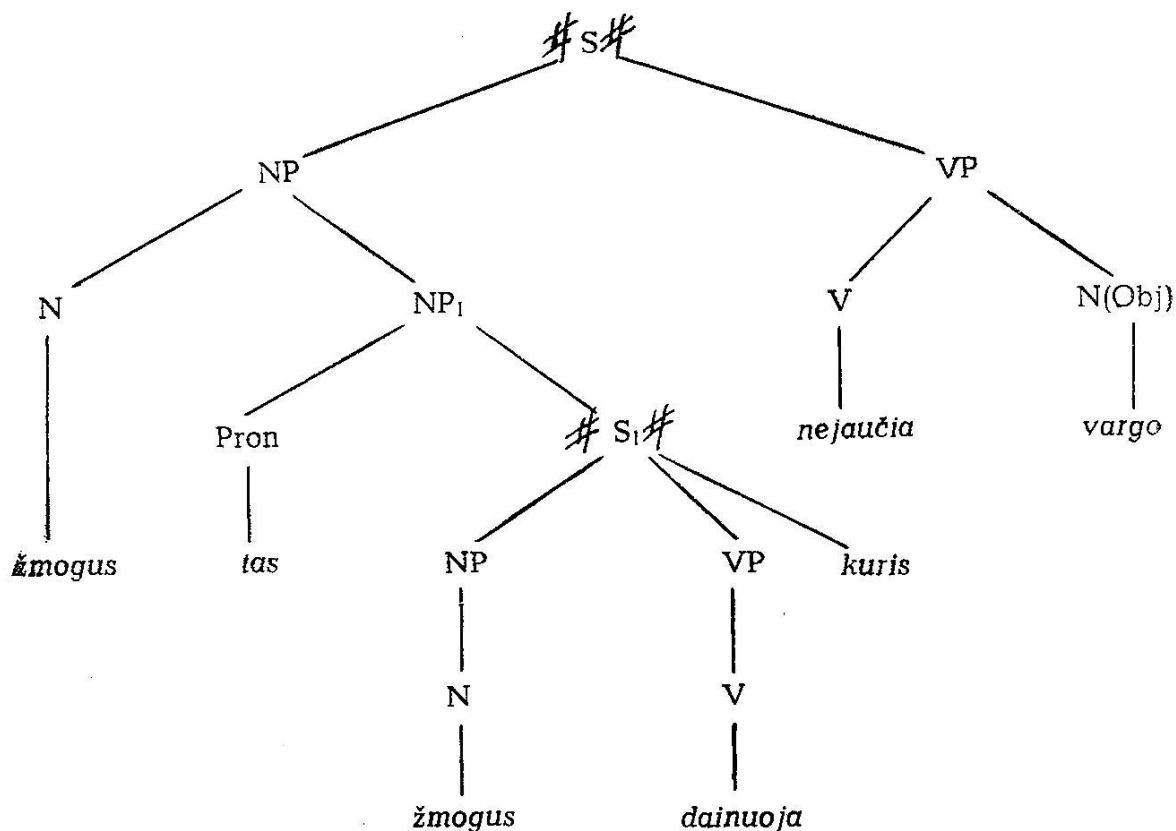 # S #
NP VP
N NP₁ V N(Obj)
Pron # S₁ # nejaučia vargo
žmogus tas NP VP kuris
N V
žmogus dainuoja